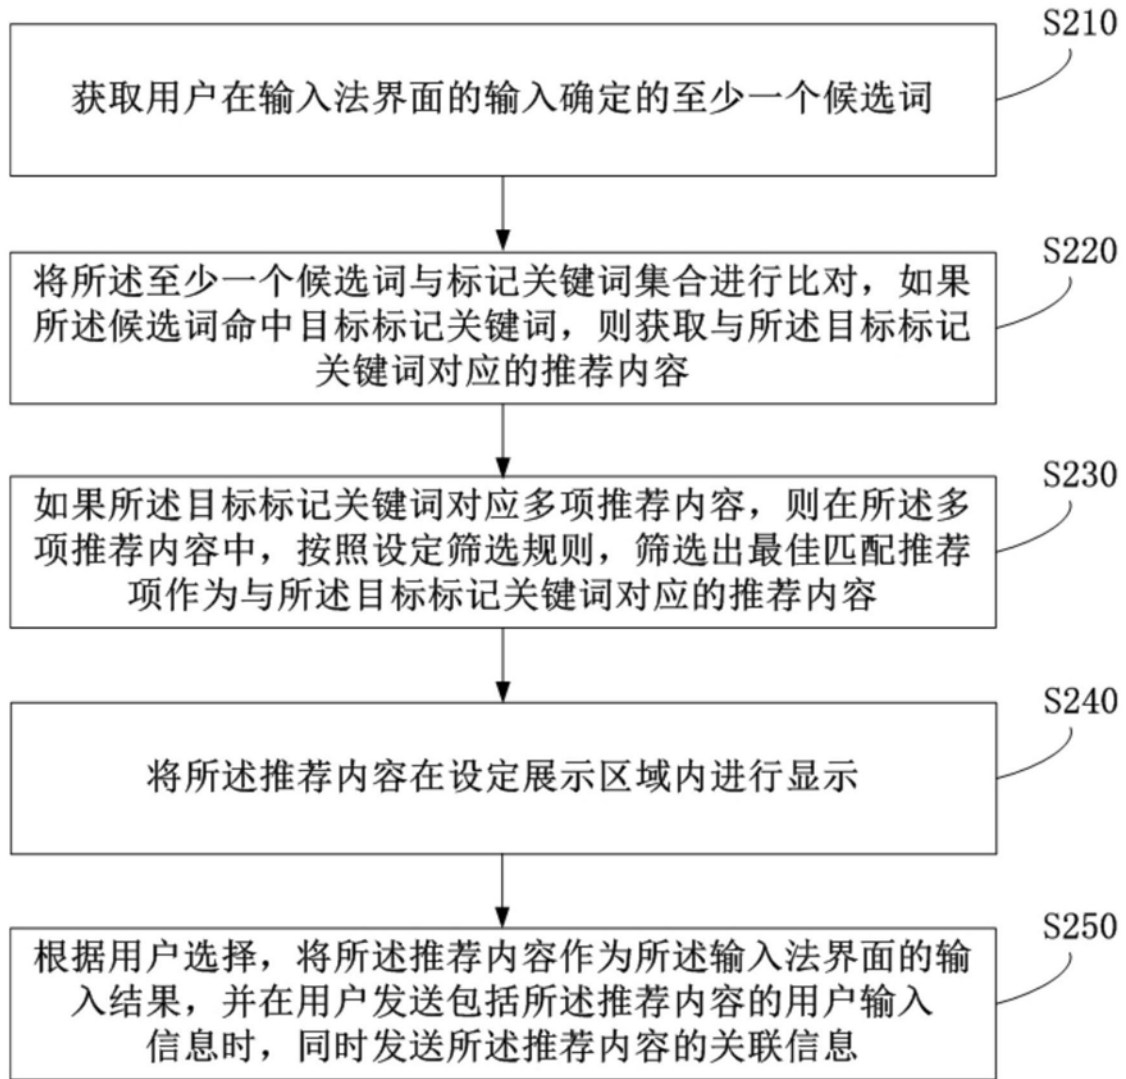 S210
获取用户在输入法界面的输入确定的至少一个候选词
S220
将所述至少一个候选词与标记关键词集合进行比对，如果
所述候选词命中目标标记关键词，则获取与所述目标标记
关键词对应的推荐内容
S230
如果所述目标标记关键词对应多项推荐内容，则在所述多
项推荐内容中，按照设定筛选规则，筛选出最佳匹配推荐
项作为与所述目标标记关键词对应的推荐内容
S240
将所述推荐内容在设定展示区域内进行显示
S250
根据用户选择，将所述推荐内容作为所述输入法界面的输
入结果，并在用户发送包括所述推荐内容的用户输入
信息时，同时发送所述推荐内容的关联信息